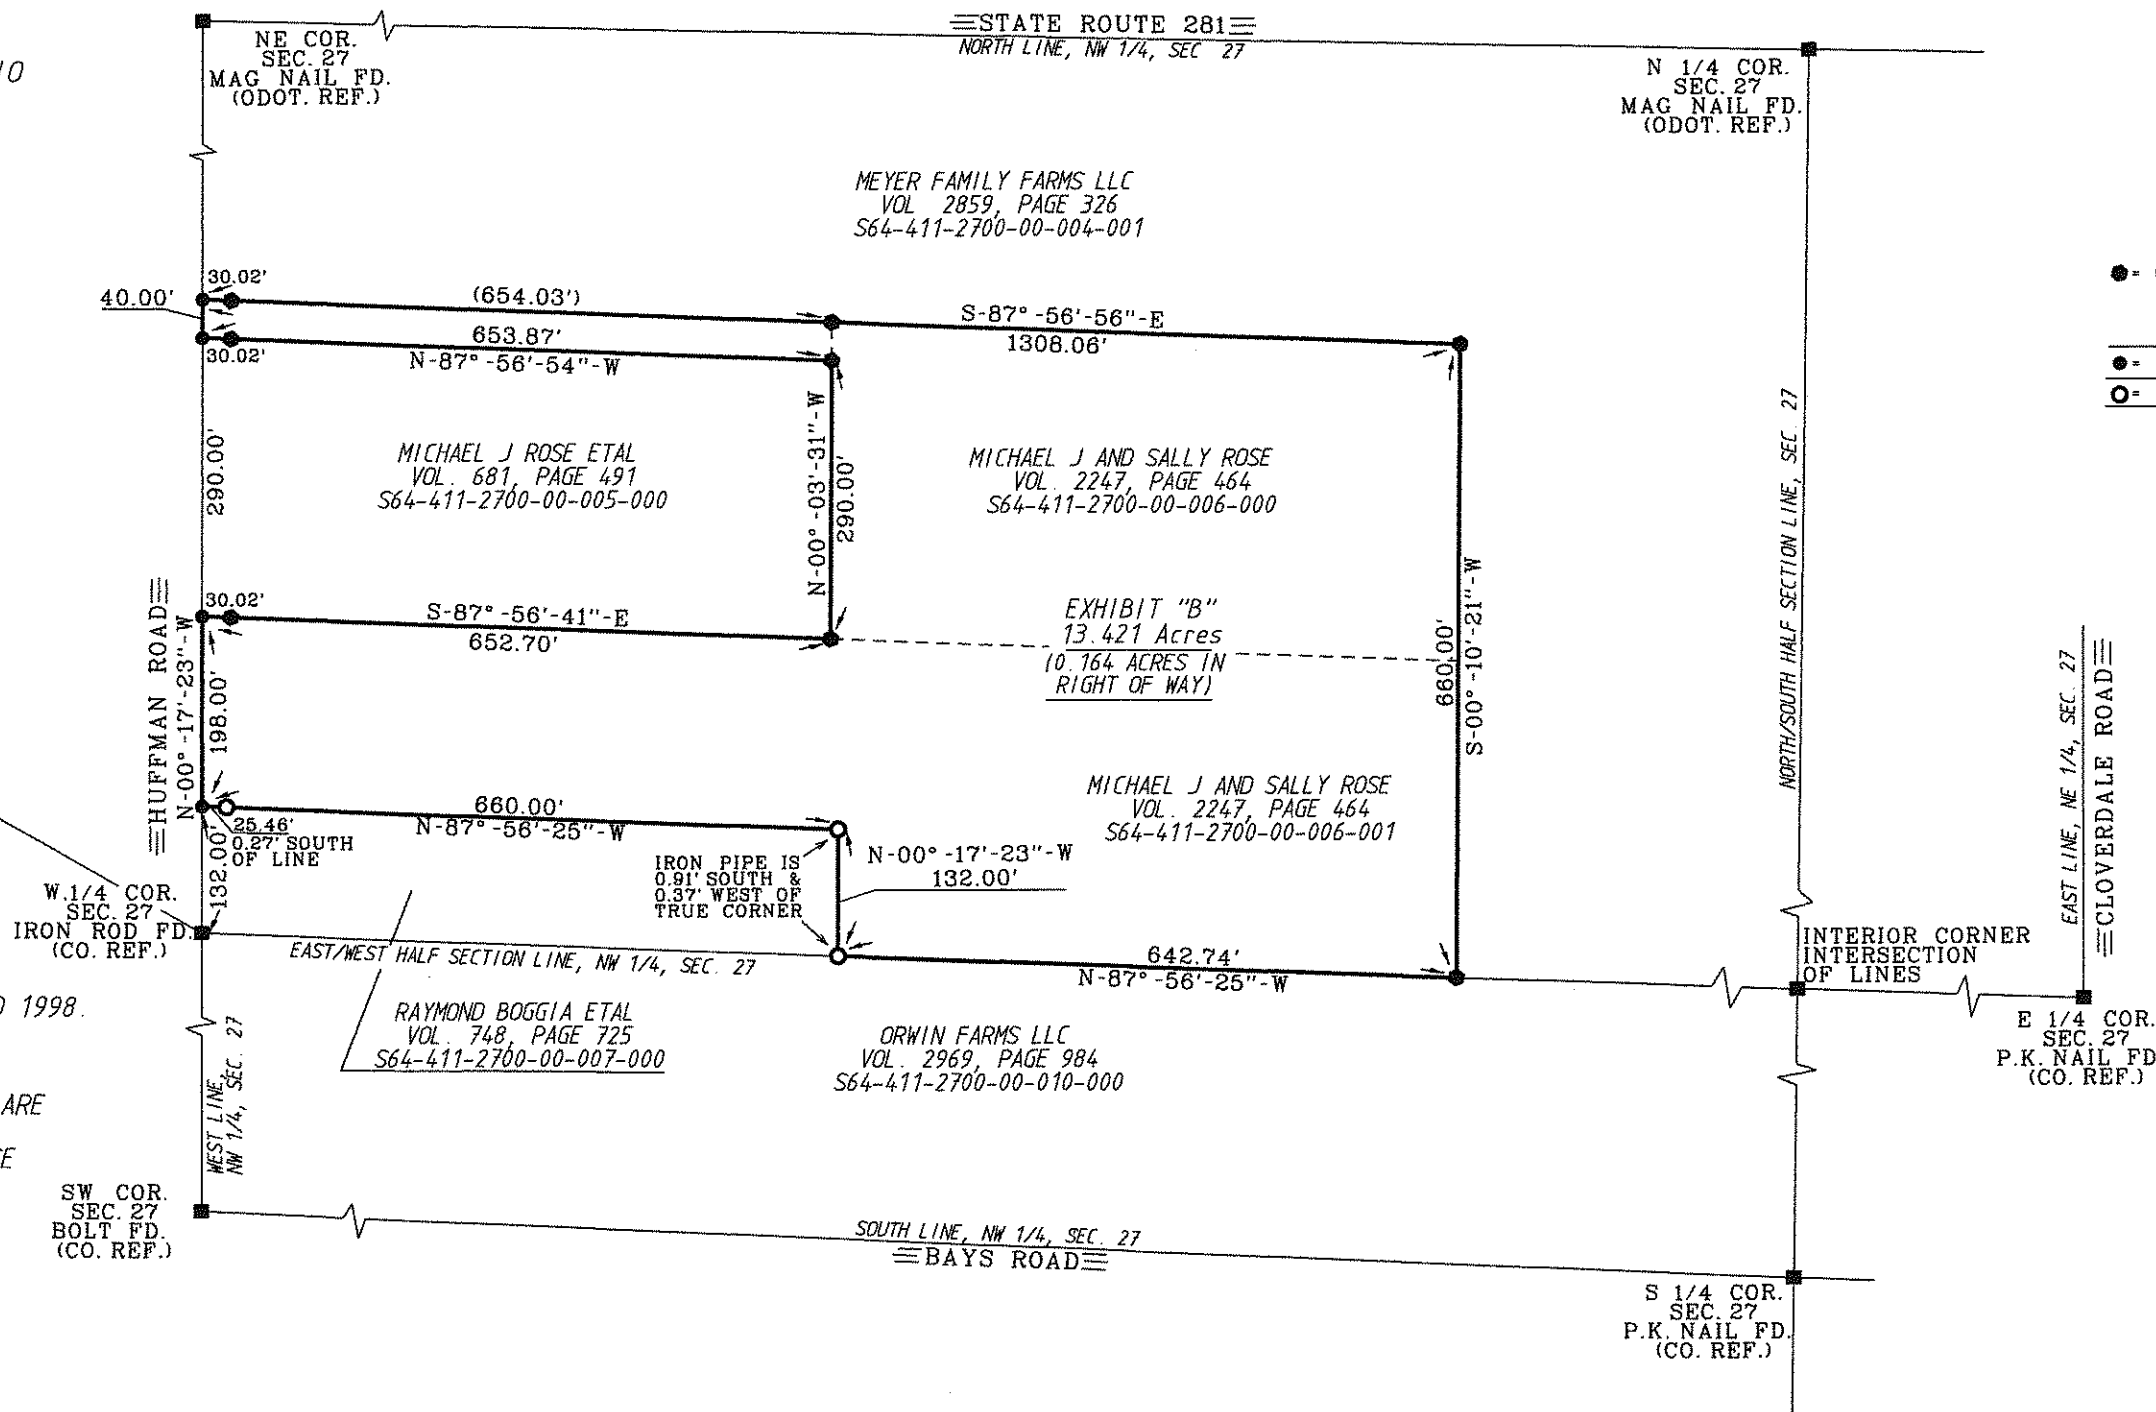 STATE ROUTE 281
NORTH LINE, NW 1/4, SEC 27
NE COR.
SEC. 27
MAG NAIL FD.
(ODOT. REF.)
N 1/4 COR.
SEC. 27
MAG NAIL FD.
(ODOT. REF.)
MEYER FAMILY FARMS LLC
VOL 2859, PAGE 326
S64-411-2700-00-004-001
30.02'
40.00'
(654.03')
S-87°-56'-56"-E
1308.06'
653.87'
30.02'
N-87°-56'-54"-W
290.00'
MICHAEL J ROSE ETAL
VOL. 681, PAGE 491
S64-411-2700-00-005-000
N-00°-03'-31"-W
290.00'
MICHAEL J AND SALLY ROSE
VOL. 2247, PAGE 464
S64-411-2700-00-006-000
NORTH/SOUTH HALF SECTION LINE, SEC. 27
30.02'
S-87°-56'-41"-E
652.70'
EXHIBIT "B"
13.421 Acres
(0.164 ACRES IN
RIGHT OF WAY)
660.00'
S-00°-10'-21"-W
HUFFMAN ROAD
N-00°-17'-23"-W
198.00'
EAST LINE, NE 1/4, SEC. 27
CLOVERDALE ROAD
MICHAEL J AND SALLY ROSE
VOL. 2247, PAGE 464
S64-411-2700-00-006-001
660.00'
N-87°-56'-25"-W
25.46'
0.27' SOUTH
OF LINE
132.00'
IRON PIPE IS
0.91' SOUTH &
0.37' WEST OF
TRUE CORNER
N-00°-17'-23"-W
132.00'
W.1/4 COR.
SEC. 27
IRON ROD FD.
(CO. REF.)
EAST/WEST HALF SECTION LINE, NW 1/4, SEC. 27
642.74'
N-87°-56'-25"-W
INTERIOR CORNER
INTERSECTION
OF LINES
1998.
RAYMOND BOGGIA ETAL
VOL. 748, PAGE 725
S64-411-2700-00-007-000
ORWIN FARMS LLC
VOL. 2969, PAGE 984
S64-411-2700-00-010-000
E 1/4 COR.
SEC. 27
P.K. NAIL FD
(CO. REF.)
WEST LINE,
NW 1/4, SEC. 27
ARE
SW COR.
SEC. 27
BOLT FD.
(CO. REF.)
SOUTH LINE, NW 1/4, SEC. 27
BAYS ROAD
S 1/4 COR.
SEC. 27
P.K. NAIL FD.
(CO. REF.)